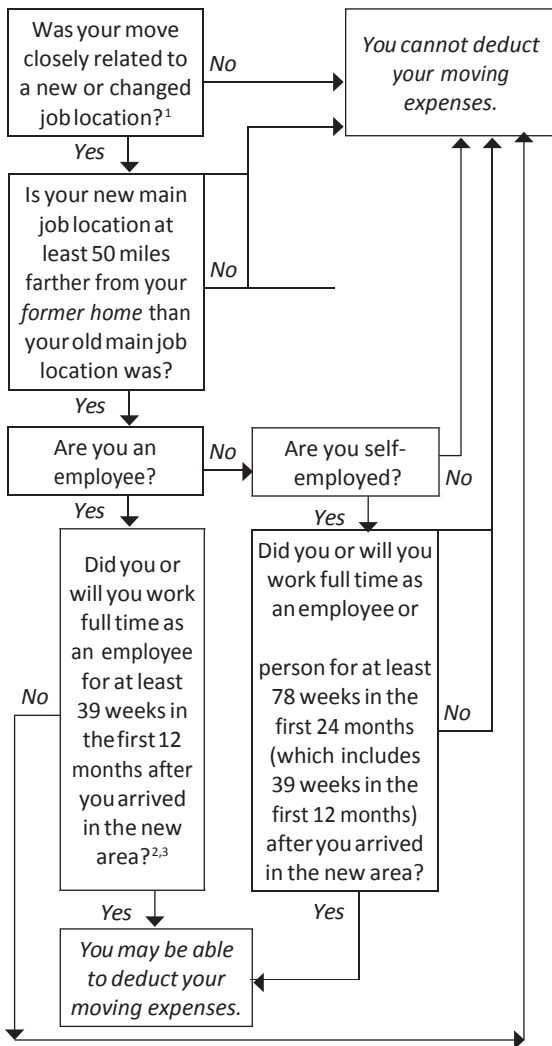 Was your move
closely related to
a new or changed
job location?1
No
You cannot deduct
your moving
expenses.
Yes
Is your new main
job location at
least 50 miles
farther from your
former home than
your old main job
location was?
No
Yes
Are you an
employee?
No
Are you self-
employed?
No
Yes
Yes
Did you or
will you work
full time as
an employee
for at least
39 weeks in
the first 12
months after
you arrived
in the new
area?2,3
No
Did you or will you
work full time as
an employee or
person for at least
78 weeks in the
first 24 months
(which includes
39 weeks in the
first 12 months)
after you arrived
in the new area?
No
Yes
Yes
You may be able
to deduct your
moving expenses.